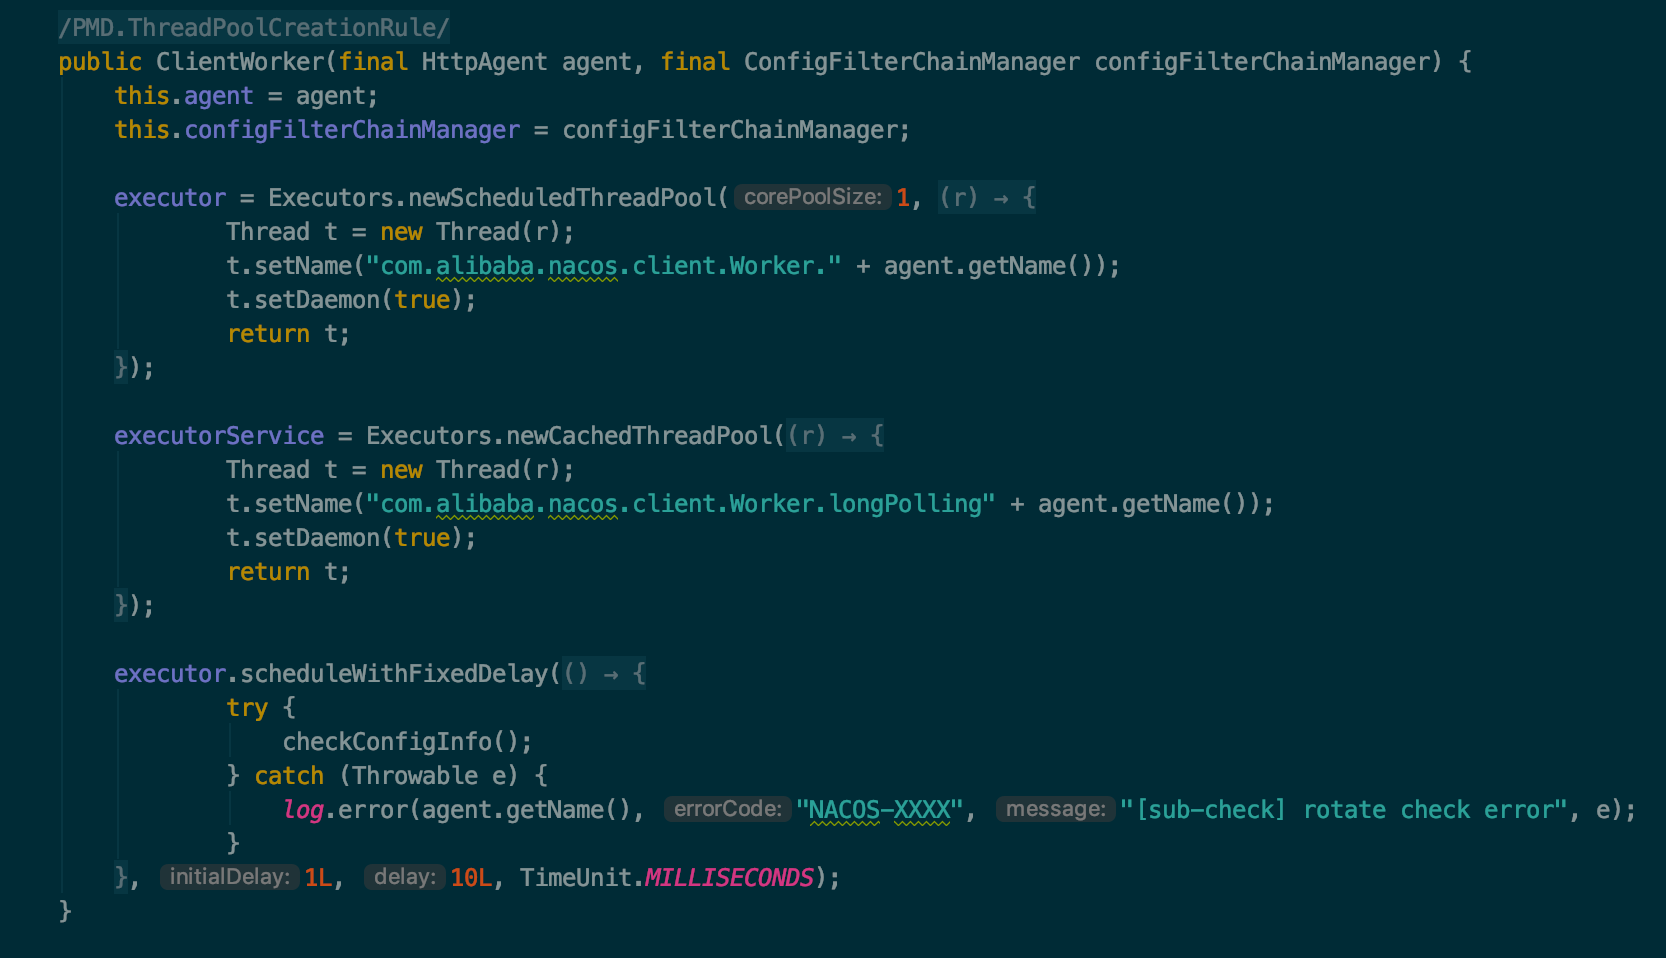 /PMD.ThreadPoolCreationRule/
public ClientWorker(final HttpAgent agent, final ConfigFilterChainManager configFilterChainManager) {
this.agent = agent;
this.configFilterChainManager = configFilterChainManager;
executor = Executors.newScheduledThreadPool( corePoolSize: 1, (r) → {
Thread t = new Thread(r);
t.setName("com.alibaba.nacos.client.Worker." + agent.getName());
t.setDaemon(true);
return t;
});
executorService = Executors.newCachedThreadPool((r) → {
Thread t = new Thread(r);
t.setName("com.alibaba.nacos.client.Worker.longPolling" + agent.getName());
t.setDaemon(true);
return t;
});
executor.scheduleWithFixedDelay(() → {
try {
checkConfigInfo();
} catch (Throwable e) {
log.error(agent.getName(), errorCode: "NACOS-XXXX", message: "[sub-check] rotate check error", e);
}
}, initialDelay: 1L, delay: 10L, TimeUnit.MILLISECONDS);
}